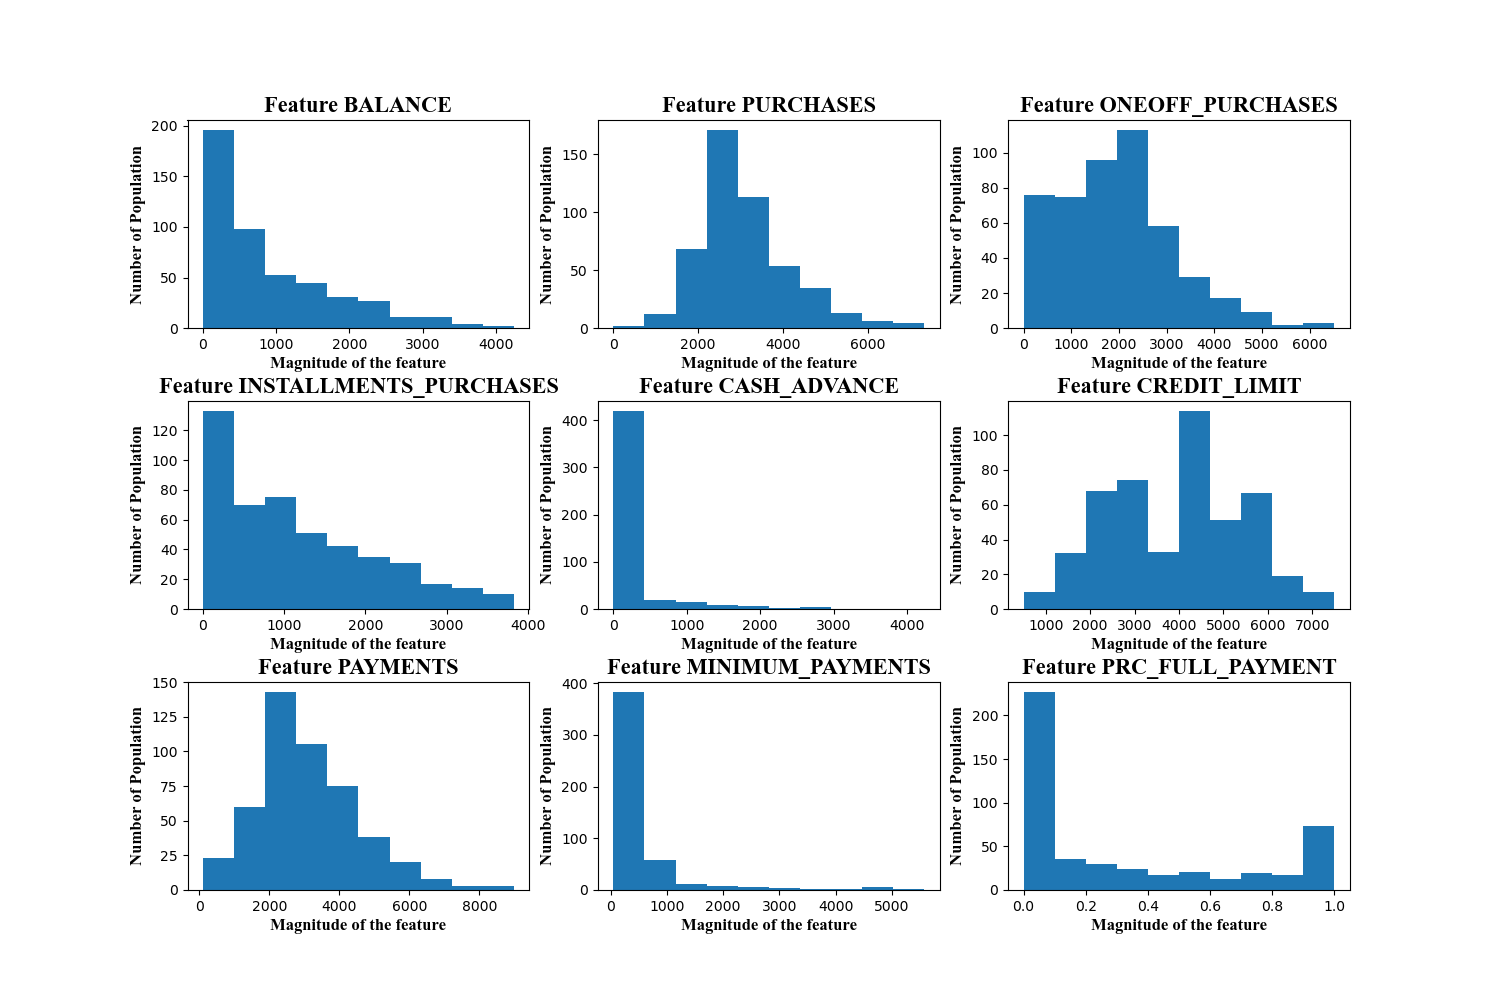 Feature BALANCE
Number of Population
200
150
100
50
0
0 1000 2000 3000 4000
Magnitude of the feature
Feature PURCHASES
Number of Population
150
100
50
0
0 2000 4000 6000
Magnitude of the feature
Feature ONEOFF_PURCHASES
Number of Population
100
80
60
40
20
0
0 1000 2000 3000 4000 5000 6000
Magnitude of the feature
Feature INSTALLMENTS_PURCHASES
Number of Population
120
100
80
60
40
20
0
0 1000 2000 3000 4000
Magnitude of the feature
Feature CASH_ADVANCE
Number of Population
400
300
200
100
0
0 1000 2000 3000 4000
Magnitude of the feature
Feature CREDIT_LIMIT
Number of Population
100
80
60
40
20
0
1000 2000 3000 4000 5000 6000 7000
Magnitude of the feature
Feature PAYMENTS
Number of Population
150
125
100
75
50
25
0
0 2000 4000 6000 8000
Magnitude of the feature
Feature MINIMUM_PAYMENTS
Number of Population
400
300
200
100
0
0 1000 2000 3000 4000 5000
Magnitude of the feature
Feature PRC_FULL_PAYMENT
Number of Population
200
150
100
50
0
0.0 0.2 0.4 0.6 0.8 1.0
Magnitude of the feature